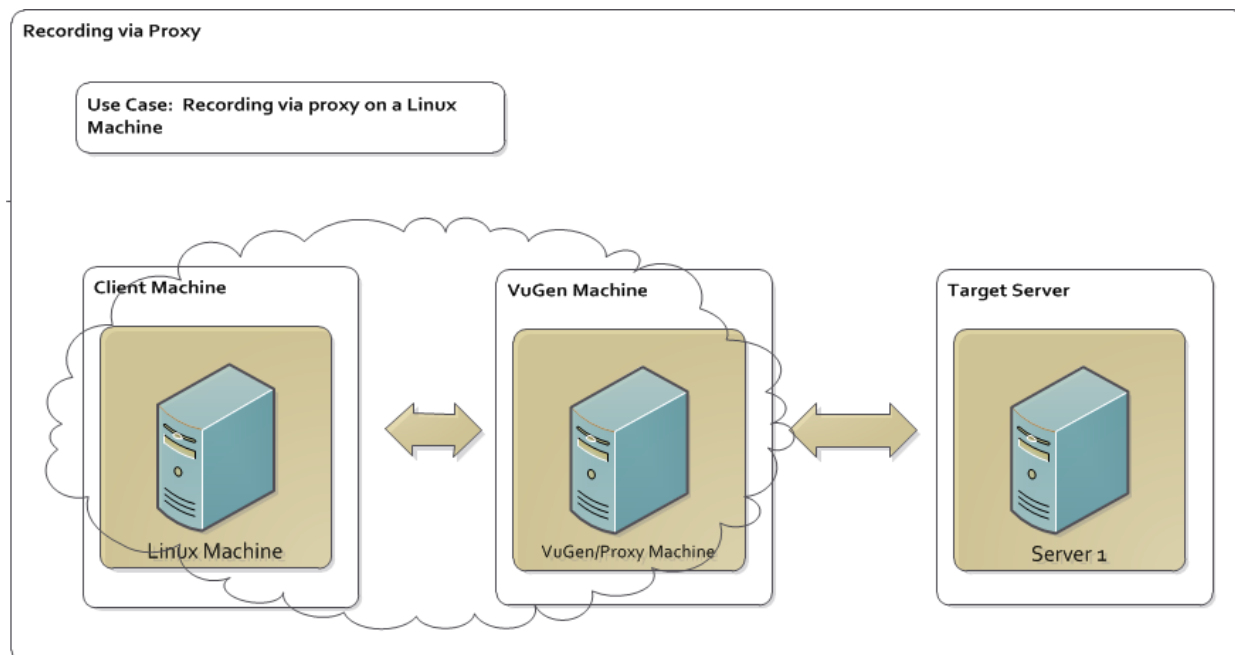 Recording via Proxy
Use Case:  Recording via proxy on a Linux
Machine
Client Machine
Linux Machine
VuGen Machine
VuGen/Proxy Machine
Target Server
Server 1